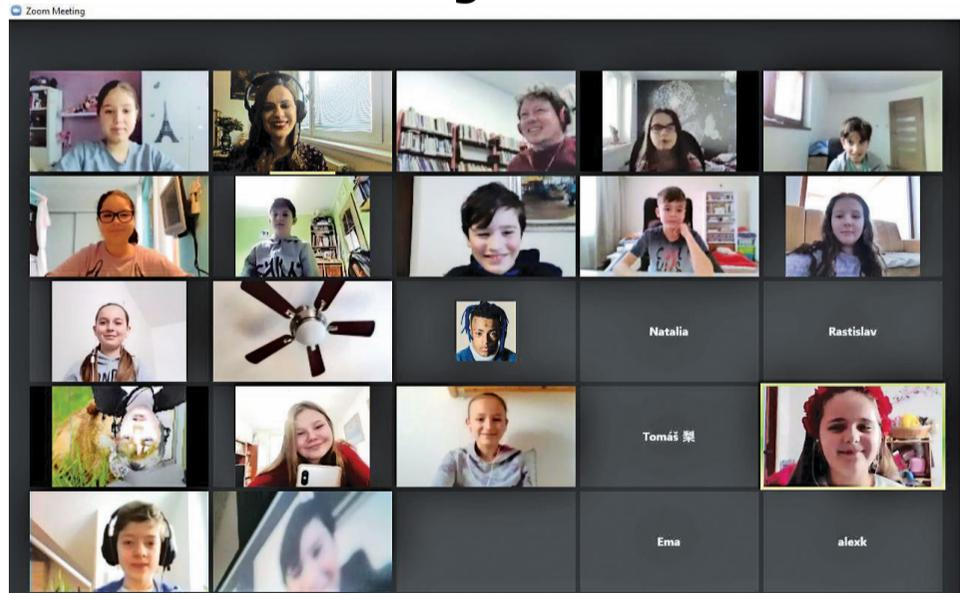 Zoom Meeting
Natalia
Rastislav
Tomáš 梨
Ema
alexk